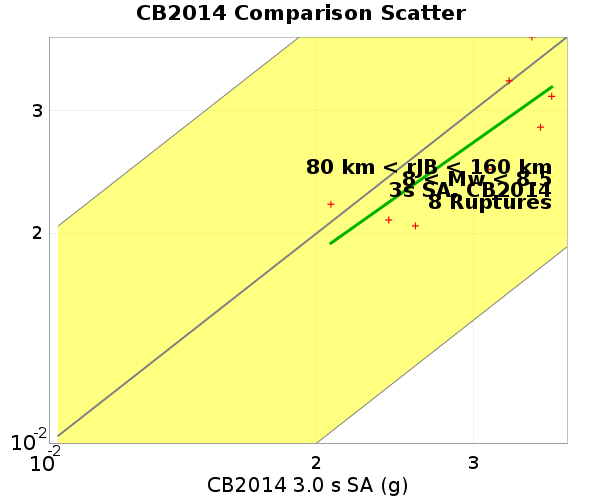 CB2014 Comparison Scatter
3
80 km < rJB < 160 km
8 < Mw < 8.5
3s SA, CB2014
8 Ruptures
2
10-2
10-2
2
3
CB2014 3.0 s SA (g)